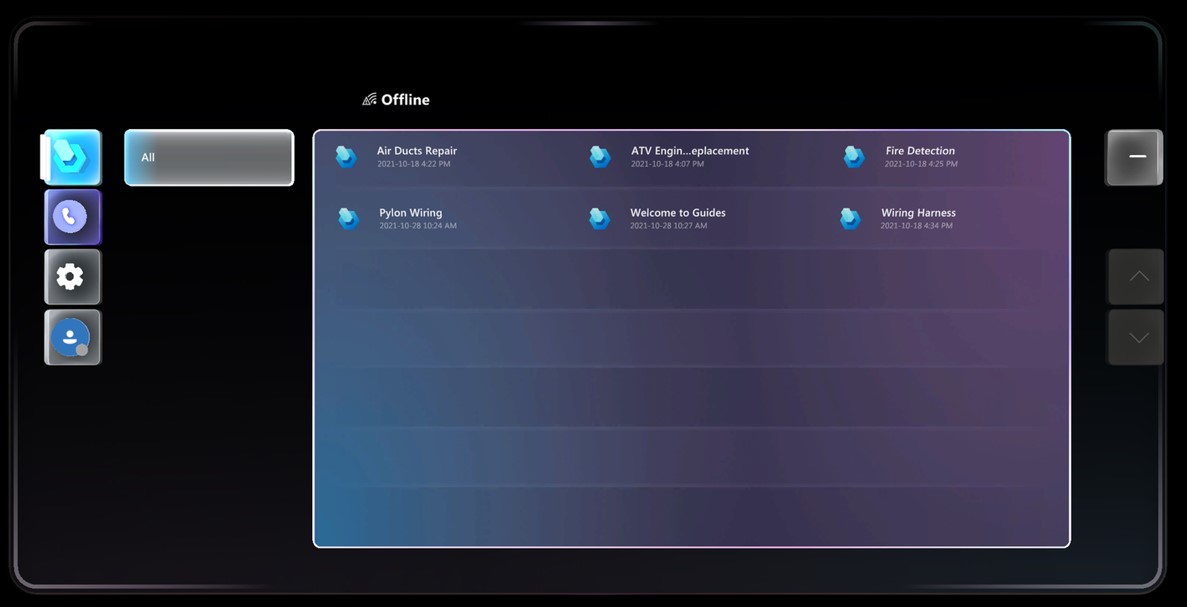 Offline
All
Air Ducts Repair
2021-10-18 4:22 PM
ATV Engin...eplacement
2021-10-18 4:07 PM
Fire Detection
2021-10-18 4:25 PM
Pylon Wiring
2021-10-28 10:24 AM
Welcome to Guides
2021-10-28 10:27 AM
Wiring Harness
2021-10-18 4:34 PM